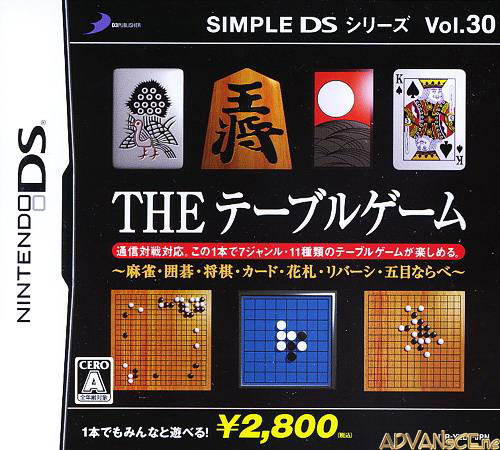 D3PUBLISHER
SIMPLE DS シリーズ Vol.30
NINTENDO DS
王将
K
K
THE テーブルゲーム
通信対戦対応。この1本で7ジャンル・11種類のテーブルゲームが楽しめる。
~麻雀・囲碁・将棋・カード・花札・リバーシ・五目ならべ~
CERO
A
全年齢対象
1本でもみんなと遊べる!
¥2,800(税込)
ADVANSCEne